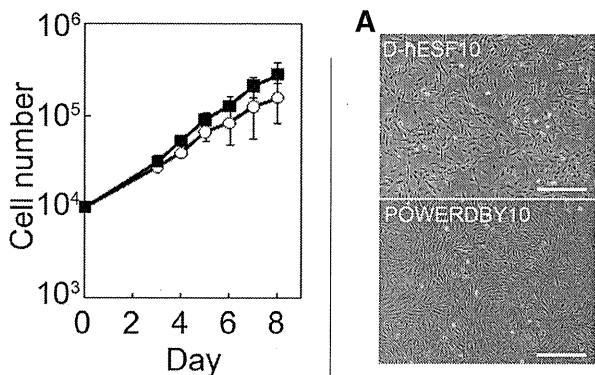 10⁶
10⁵
10⁴
10³
Cell number
0 2 4 6 8
Day
A
D-hESF10
POWERDBY10